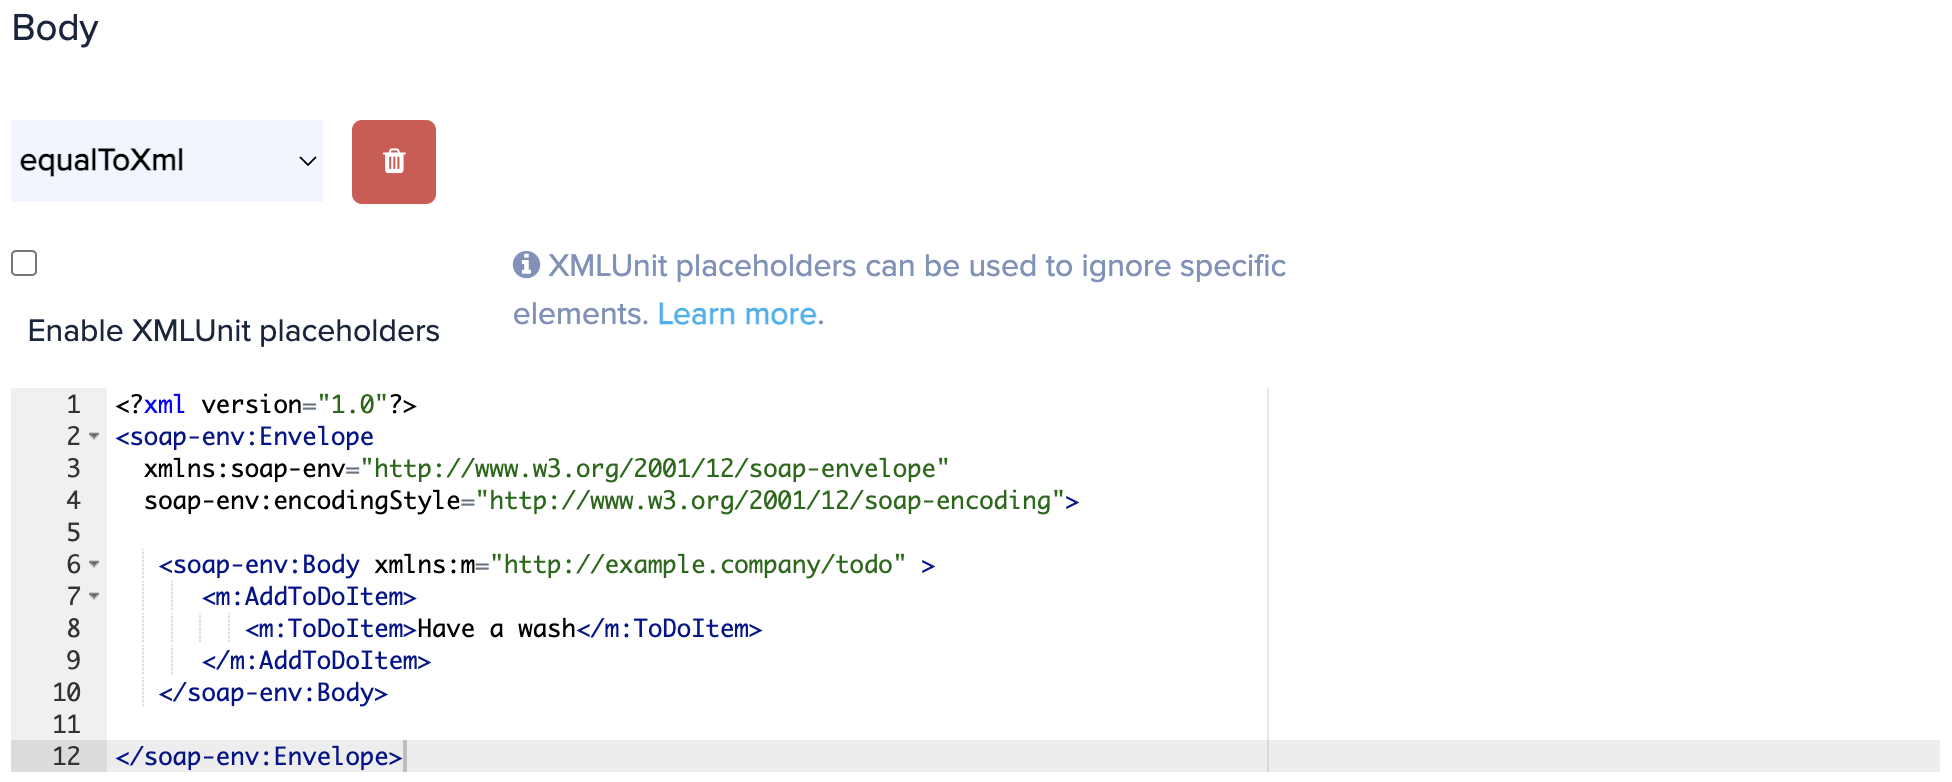 Body
equalToXml
XMLUnit placeholders can be used to ignore specific
elements. Learn more.
Enable XMLUnit placeholders
1 <?xml version="1.0"?>
2 <soap-env:Envelope
3   xmlns:soap-env="http://www.w3.org/2001/12/soap-envelope"
4   soap-env:encodingStyle="http://www.w3.org/2001/12/soap-encoding">
5
6    <soap-env:Body xmlns:m="http://example.company/todo" >
7       <m:AddToDoItem>
8          <m:ToDoItem>Have a wash</m:ToDoItem>
9       </m:AddToDoItem>
10    </soap-env:Body>
11
12 </soap-env:Envelope>